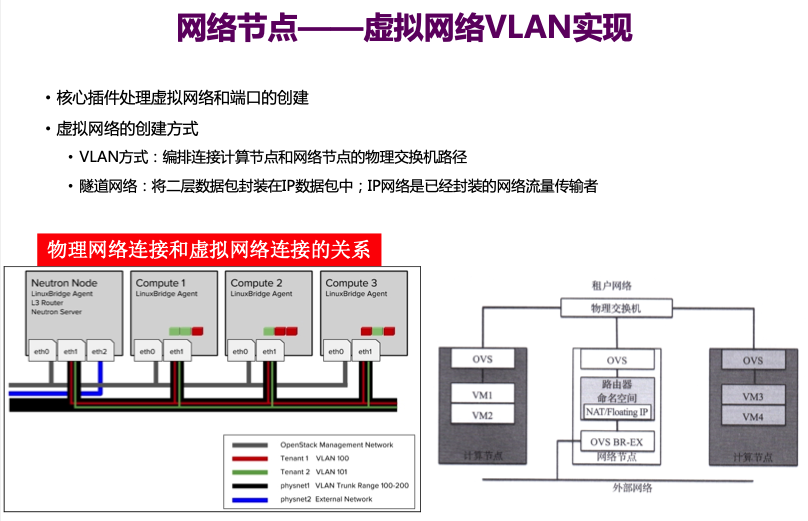 网络节点——虚拟网络VLAN实现
• 核心插件处理虚拟网络和端口的创建
• 虚拟网络的创建方式
• VLAN方式：编排连接计算节点和网络节点的物理交换机路径
• 隧道网络：将二层数据包封装在IP数据包中；IP网络是已经封装的网络流量传输者
物理网络连接和虚拟网络连接的关系
Neutron Node
LinuxBridge Agent
L3 Router
Neutron Server
eth0
eth1
eth2
Compute 1
LinuxBridge Agent
eth0
eth1
Compute 2
LinuxBridge Agent
eth0
eth1
Compute 3
LinuxBridge Agent
eth0
eth1
OpenStack Management Network
Tenant 1 VLAN 100
Tenant 2 VLAN 101
physnet1 VLAN Trunk Range 100-200
physnet2 External Network
租户网络
物理交换机
OVS
VM1
VM2
计算节点
OVS
路由器
命名空间
NAT/Floating IP
OVS BR-EX
网络节点
OVS
VM3
VM4
计算节点
外部网络